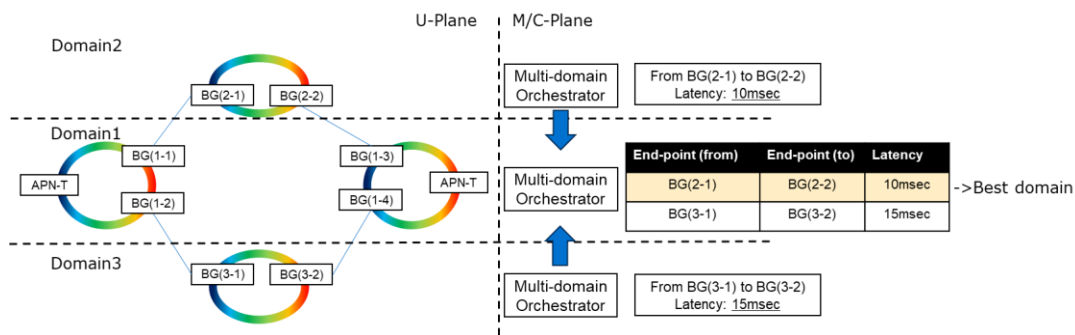 U-Plane
M/C-Plane
Domain2
BG(2-1)
BG(2-2)
Multi-domain
Orchestrator
From BG(2-1) to BG(2-2)
Latency: 10msec
Domain1
BG(1-1)
APN-T
BG(1-2)
BG(1-3)
APN-T
BG(1-4)
Multi-domain
Orchestrator
End-point (from) End-point (to) Latency
BG(2-1) BG(2-2) 10msec
->Best domain
BG(3-1) BG(3-2) 15msec
Domain3
BG(3-1)
BG(3-2)
Multi-domain
Orchestrator
From BG(3-1) to BG(3-2)
Latency: 15msec